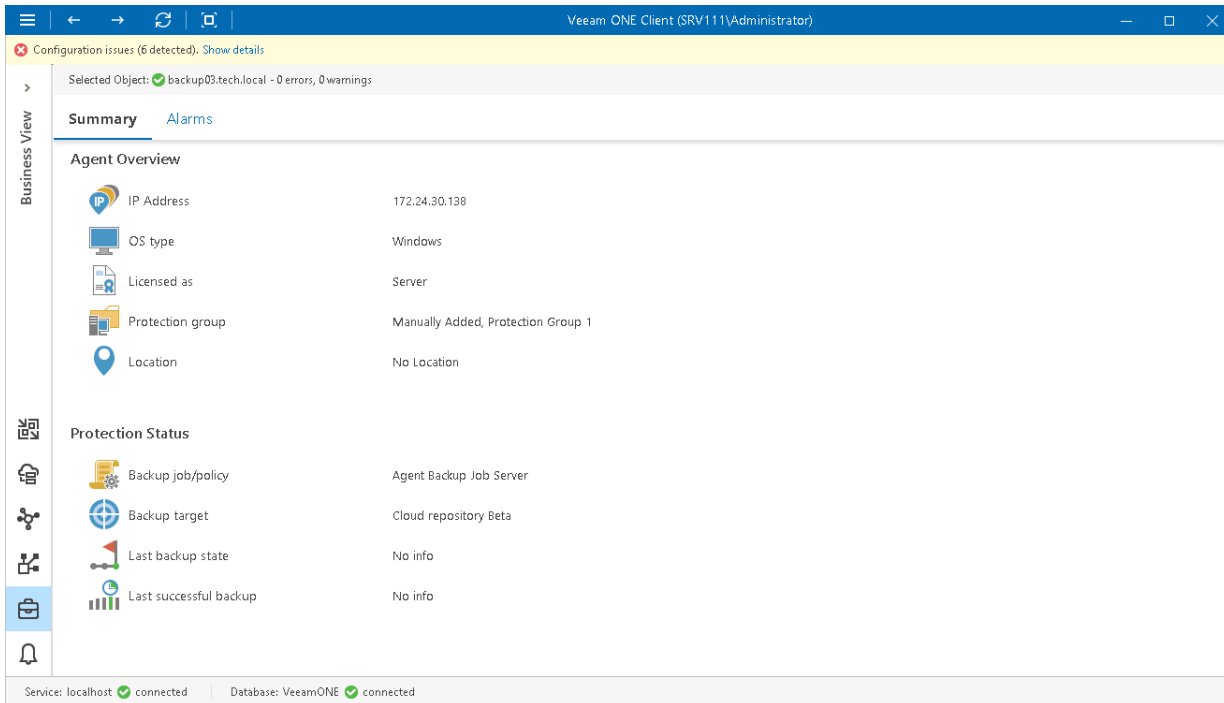 Veeam ONE Client (SRV111\Administrator)
Configuration issues (6 detected). Show details
Selected Object: backup03.tech.local - 0 errors, 0 warnings
Business View
Summary Alarms
Agent Overview
IP IP Address 172.24.30.138
OS type Windows
Licensed as Server
Protection group Manually Added, Protection Group 1
Location No Location
Protection Status
Backup job/policy Agent Backup Job Server
Backup target Cloud repository Beta
Last backup state No info
Last successful backup No info
Service: localhost connected Database: VeeamONE connected